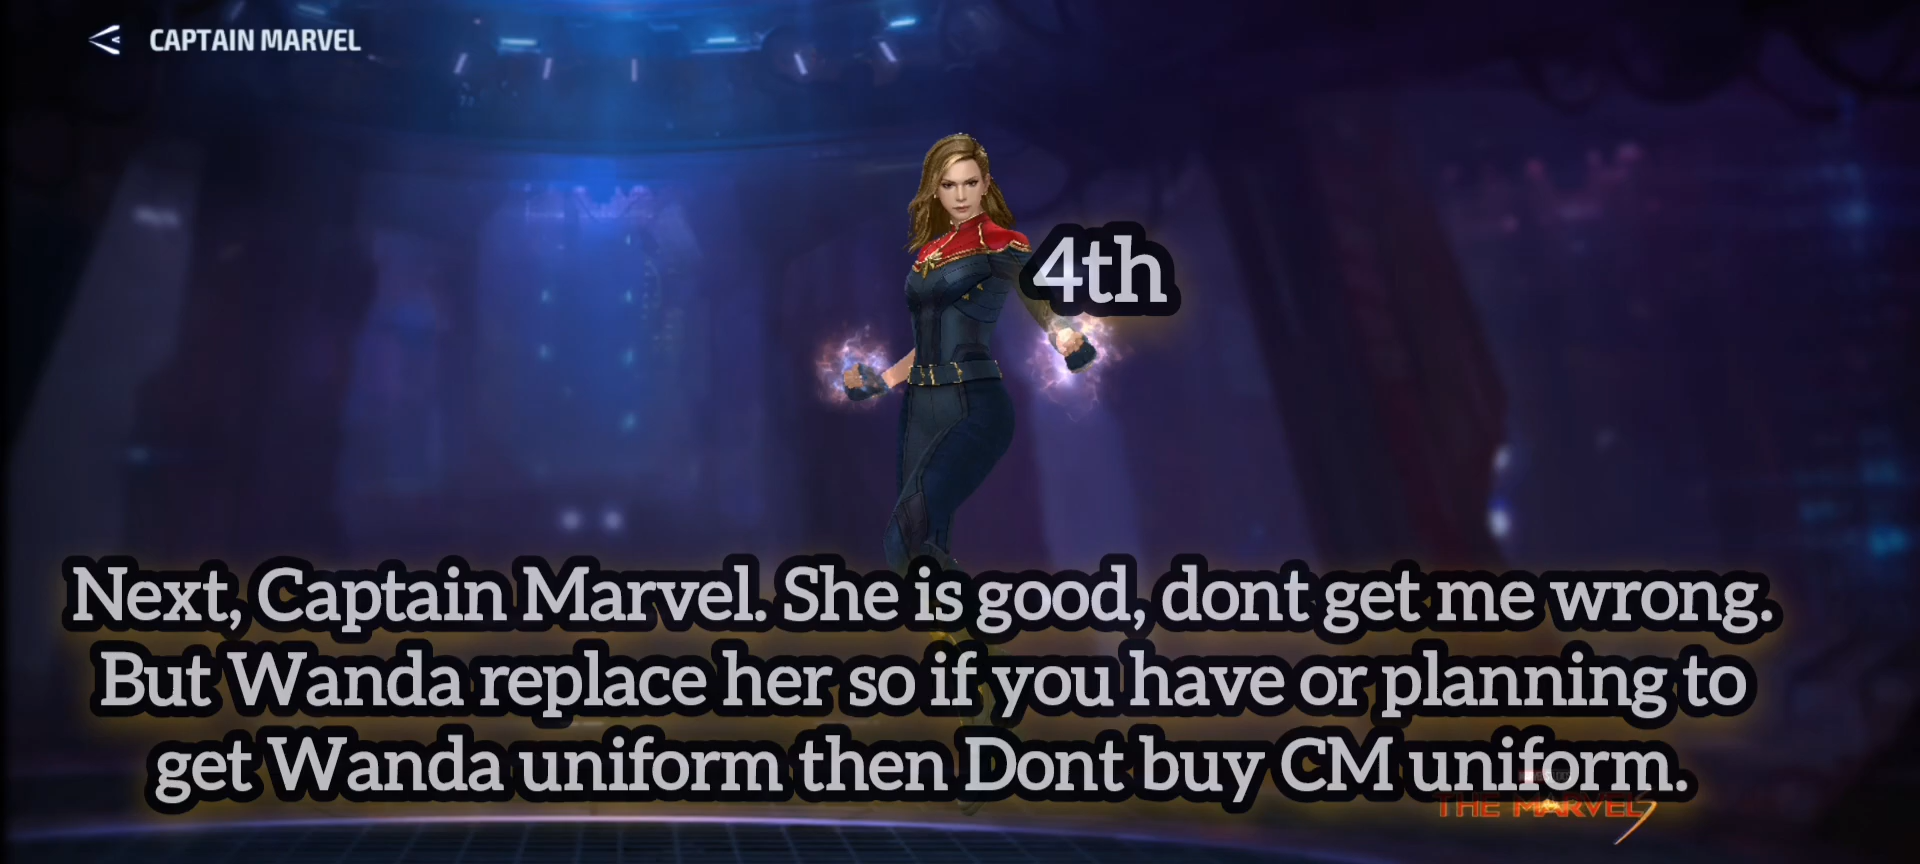 CAPTAIN MARVEL
4th
Next, Captain Marvel. She is good, dont get me wrong.
But Wanda replace her so if you have or planning to
get Wanda uniform then Dont buy CM uniform.
THE MARVELS